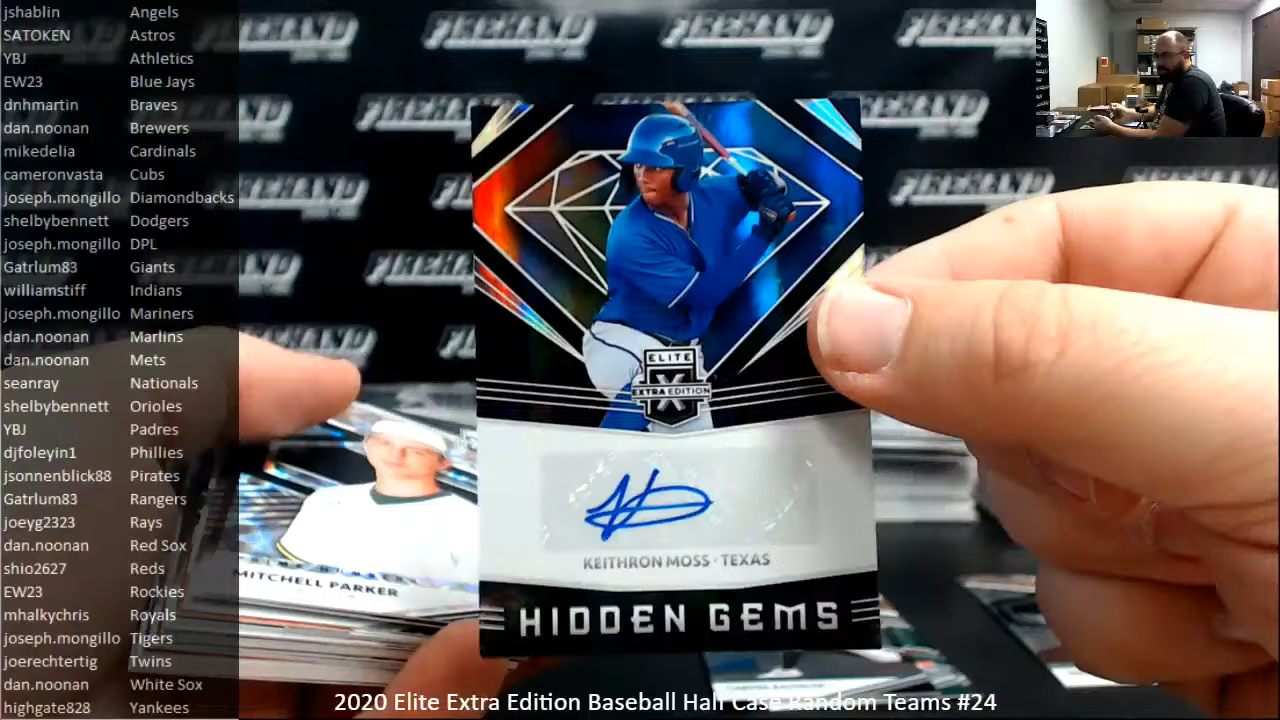 jshablin Angels
SATOKEN Astros
YBJ Athletics
EW23 Blue Jays
dnhmartin Braves
dan.noonan Brewers
mikedelia Cardinals
cameronvasta Cubs
joseph.mongillo Diamondbacks
shelbybennett Dodgers
joseph.mongillo DPL
Gatrlum83 Giants
williamstiff Indians
joseph.mongillo Mariners
dan.noonan Marlins
dan.noonan Mets
seanray Nationals
shelbybennett Orioles
YBJ Padres
djfoleyin1 Phillies
jsonnenblick88 Pirates
Gatrlum83 Rangers
joeyg2323 Rays
dan.noonan Red Sox
shio2627 Reds
EW23 Rockies
mhalkychris Royals
joseph.mongillo Tigers
joerechtertig Twins
dan.noonan White Sox
highgate828 Yankees
FIREHAND
FIREHAND
FIREHAND
FIREHAND
FIREHAND
ELITE
EXTRA EDITION
X
KEITHRON MOSS · TEXAS
HIDDEN GEMS
MITCHELL PARKER
2020 Elite Extra Edition Baseball Half Case Random Teams #24